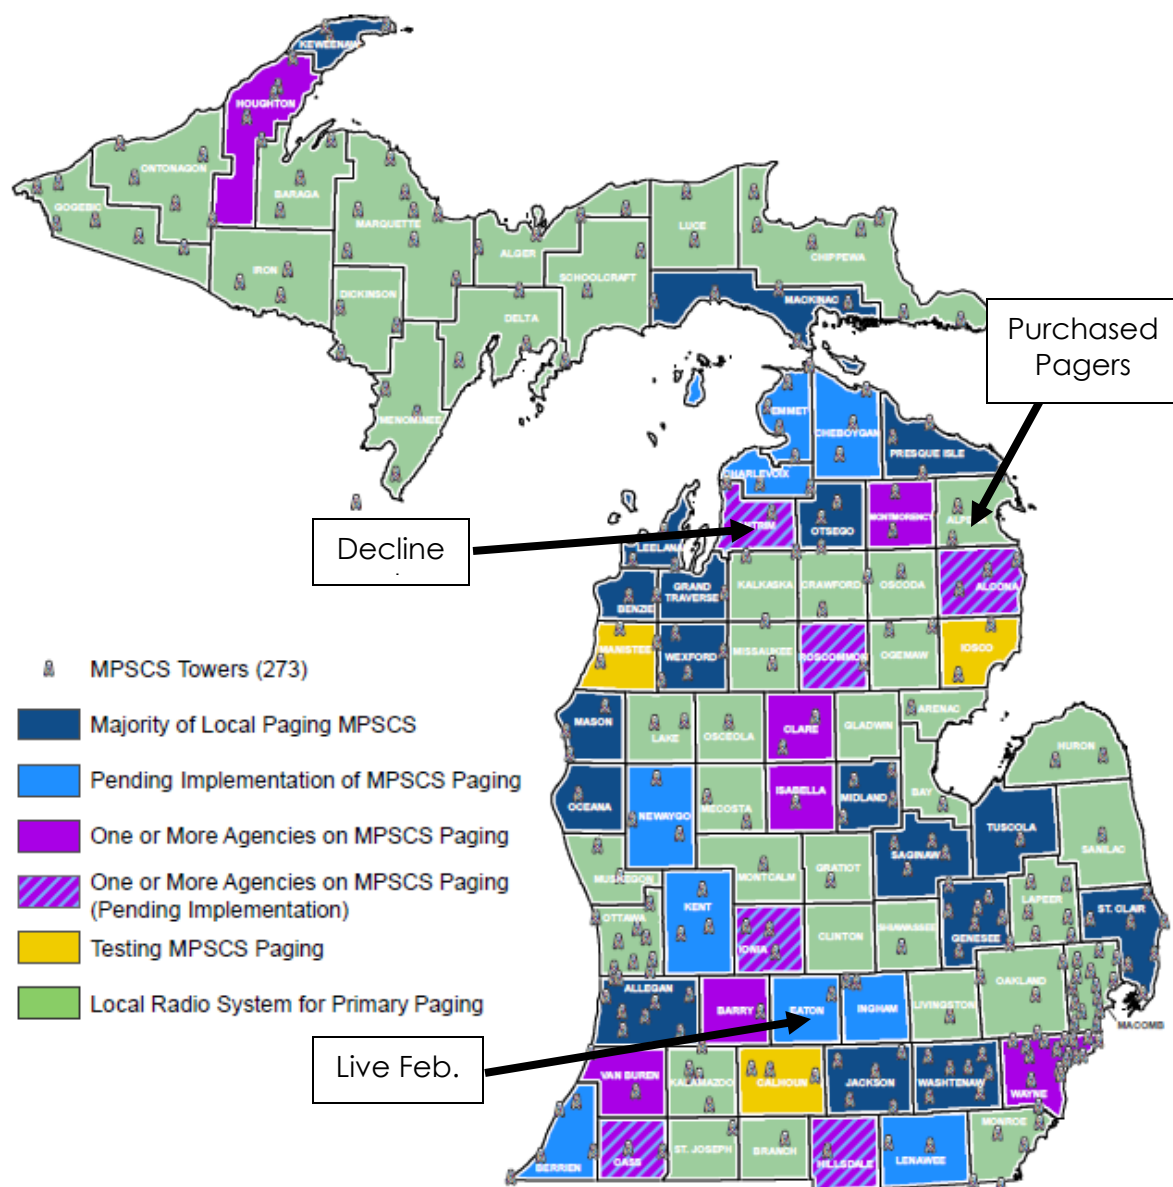 KEWEENAW
HOUGHTON
ONTONAGON
BARAGA
GOGEBIC
MARQUETTE
LUCE
ALGER
CHIPPEWA
IRON
SCHOOLCRAFT
DICKINSON
MACKINAC
DELTA
Purchased
Pagers
MENOMINEE
EMMET
CHEBOYGAN
PRESQUE ISLE
CHARLEVOIX
OTSEGO
MONTMORENCY
Decline
LEELANA
KALKASKA
CRAWFORD
OSCODA
ALCONA
GRAND
TRAVERSE
BENZIE
MANISTEE
WEXFORD
MISSAUKEE
ROSCOMMON
OGEMAW
IOSCO
MPSCS Towers (273)
Majority of Local Paging MPSCS
Pending Implementation of MPSCS Paging
One or More Agencies on MPSCS Paging
One or More Agencies on MPSCS Paging
(Pending Implementation)
Testing MPSCS Paging
Local Radio System for Primary Paging
MASON
LAKE
OSCEOLA
CLARE
GLADWIN
ARENAC
HURON
OCEANA
NEWAYGO
MECOSTA
ISABELLA
MIDLAND
BAY
TUSCOLA
SANILAC
MUSKEGON
MONTCALM
GRATIOT
SAGINAW
KENT
OTTAWA
IONIA
CLINTON
SHIAWASSEE
GENESEE
LAPEER
ST. CLAIR
ALLEGAN
BARRY
EATON
INGHAM
LIVINGSTON
OAKLAND
MACOMB
Live Feb.
VAN BUREN
KALAMAZOO
CALHOUN
JACKSON
WASHTENAW
WAYNE
BERRIEN
CASS
ST. JOSEPH
BRANCH
HILLSDALE
LENAWEE
MONROE